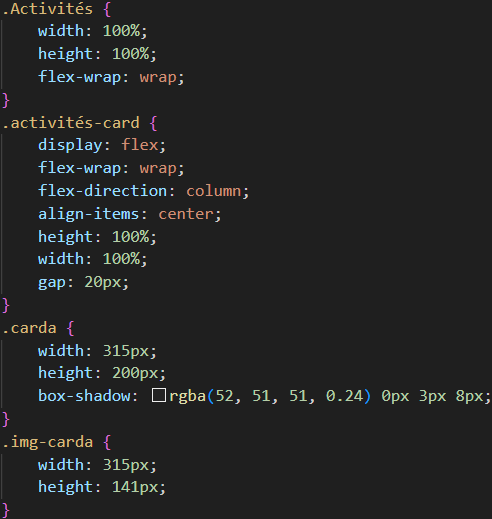 .Activités {
width: 100%;
height: 100%;
flex-wrap: wrap;
}
.activités-card {
display: flex;
flex-wrap: wrap;
flex-direction: column;
align-items: center;
height: 100%;
width: 100%;
gap: 20px;
}
.carda {
width: 315px;
height: 200px;
box-shadow: rgba(52, 51, 51, 0.24) 0px 3px 8px;
}
.img-carda {
width: 315px;
height: 141px;
}